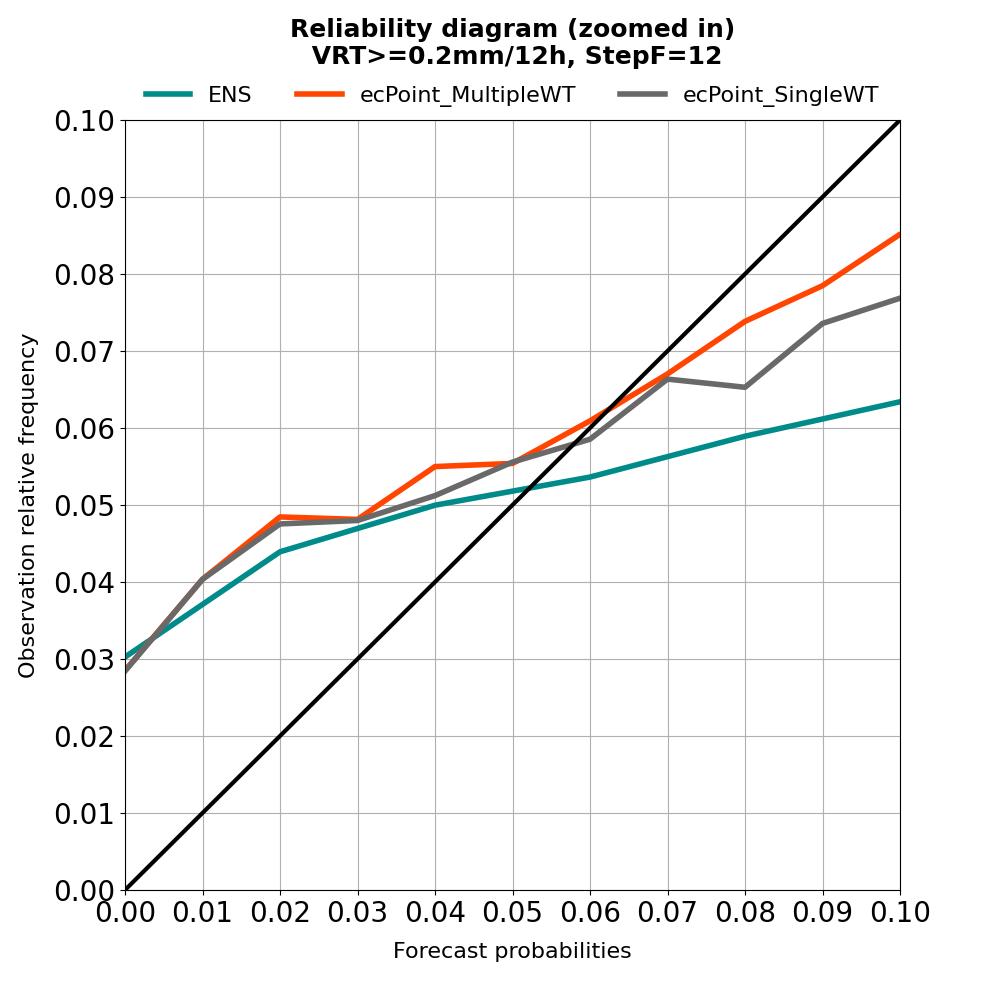 Reliability diagram (zoomed in)
VRT>=0.2mm/12h, StepF=12
ENS ecPoint_MultipleWT ecPoint_SingleWT
0.10
0.09
0.08
0.07
0.06
0.05
0.04
0.03
0.02
0.01
0.00
Observation relative frequency
0.00 0.01 0.02 0.03 0.04 0.05 0.06 0.07 0.08 0.09 0.10
Forecast probabilities